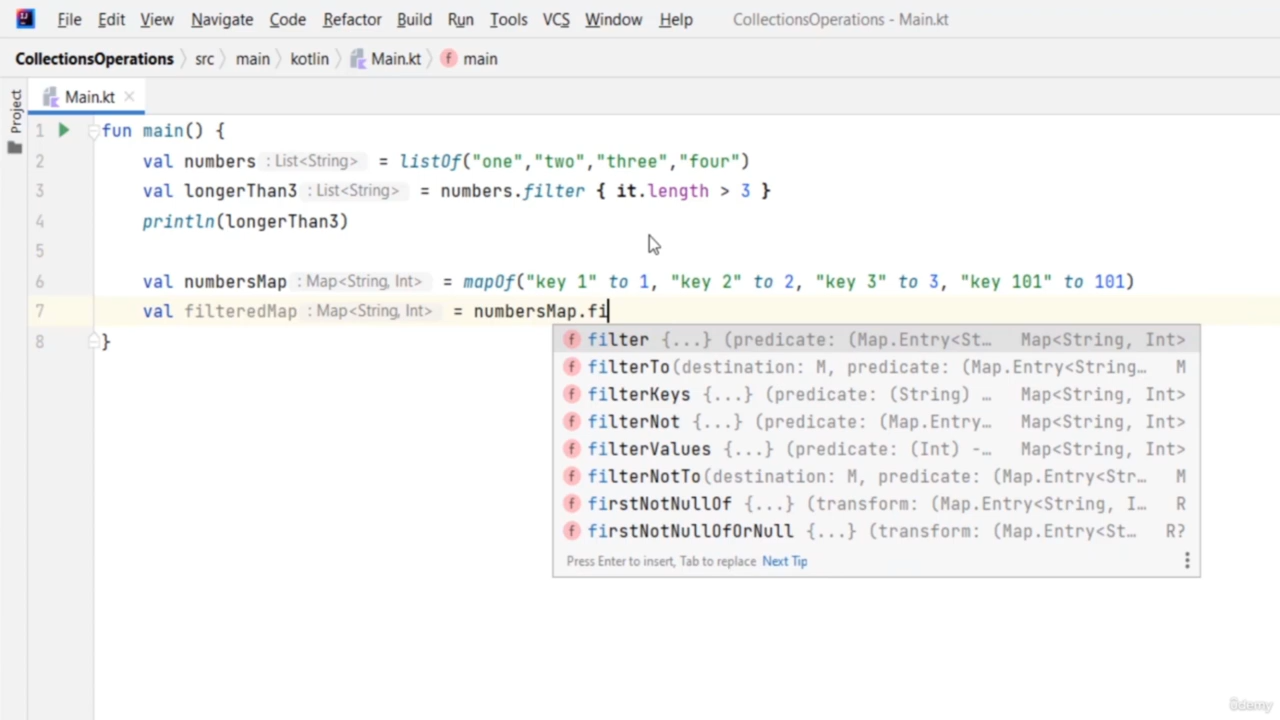 File Edit View Navigate Code Refactor Build Run Tools VCS Window Help CollectionsOperations - Main.kt
CollectionsOperations src main kotlin Main.kt main
Project
Main.kt
1 fun main() {
2 val numbers : List<String> = listOf("one","two","three","four")
3 val longerThan3 : List<String> = numbers.filter { it.length > 3 }
4 println(longerThan3)
5
6 val numbersMap : Map<String, Int> = mapOf("key 1" to 1, "key 2" to 2, "key 3" to 3, "key 101" to 101)
7 val filteredMap : Map<String, Int> = numbersMap.fi
filter {...} (predicate: (Map.Entry<St... Map<String, Int>
filterTo(destination: M, predicate: (Map.Entry<String... M
filterKeys {...} (predicate: (String) ... Map<String, Int>
filterNot {...} (predicate: (Map.Entry... Map<String, Int>
filterValues {...} (predicate: (Int) -... Map<String, Int>
filterNotTo(destination: M, predicate: (Map.Entry<Str... M
firstNotNullOf {...} (transform: (Map.Entry<String, I... R
firstNotNullOfOrNull {...} (transform: (Map.Entry<St... R?
Press Enter to insert, Tab to replace Next Tip
8 }
ûdemy